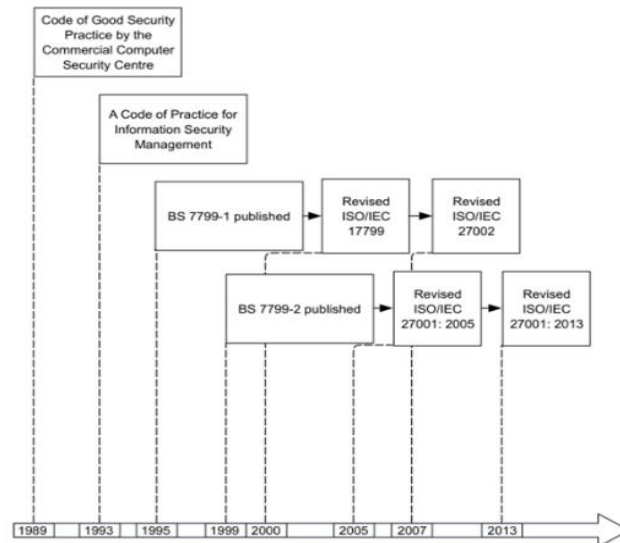 Code of Good Security
Practice by the
Commercial Computer
Security Centre
A Code of Practice for
Information Security
Management
BS 7799-1 published
Revised
ISO/IEC
17799
Revised
ISO/IEC
27002
BS 7799-2 published
Revised
ISO/IEC
27001: 2005
Revised
ISO/IEC
27001: 2013
1989
1993
1995
1999
2000
2005
2007
2013